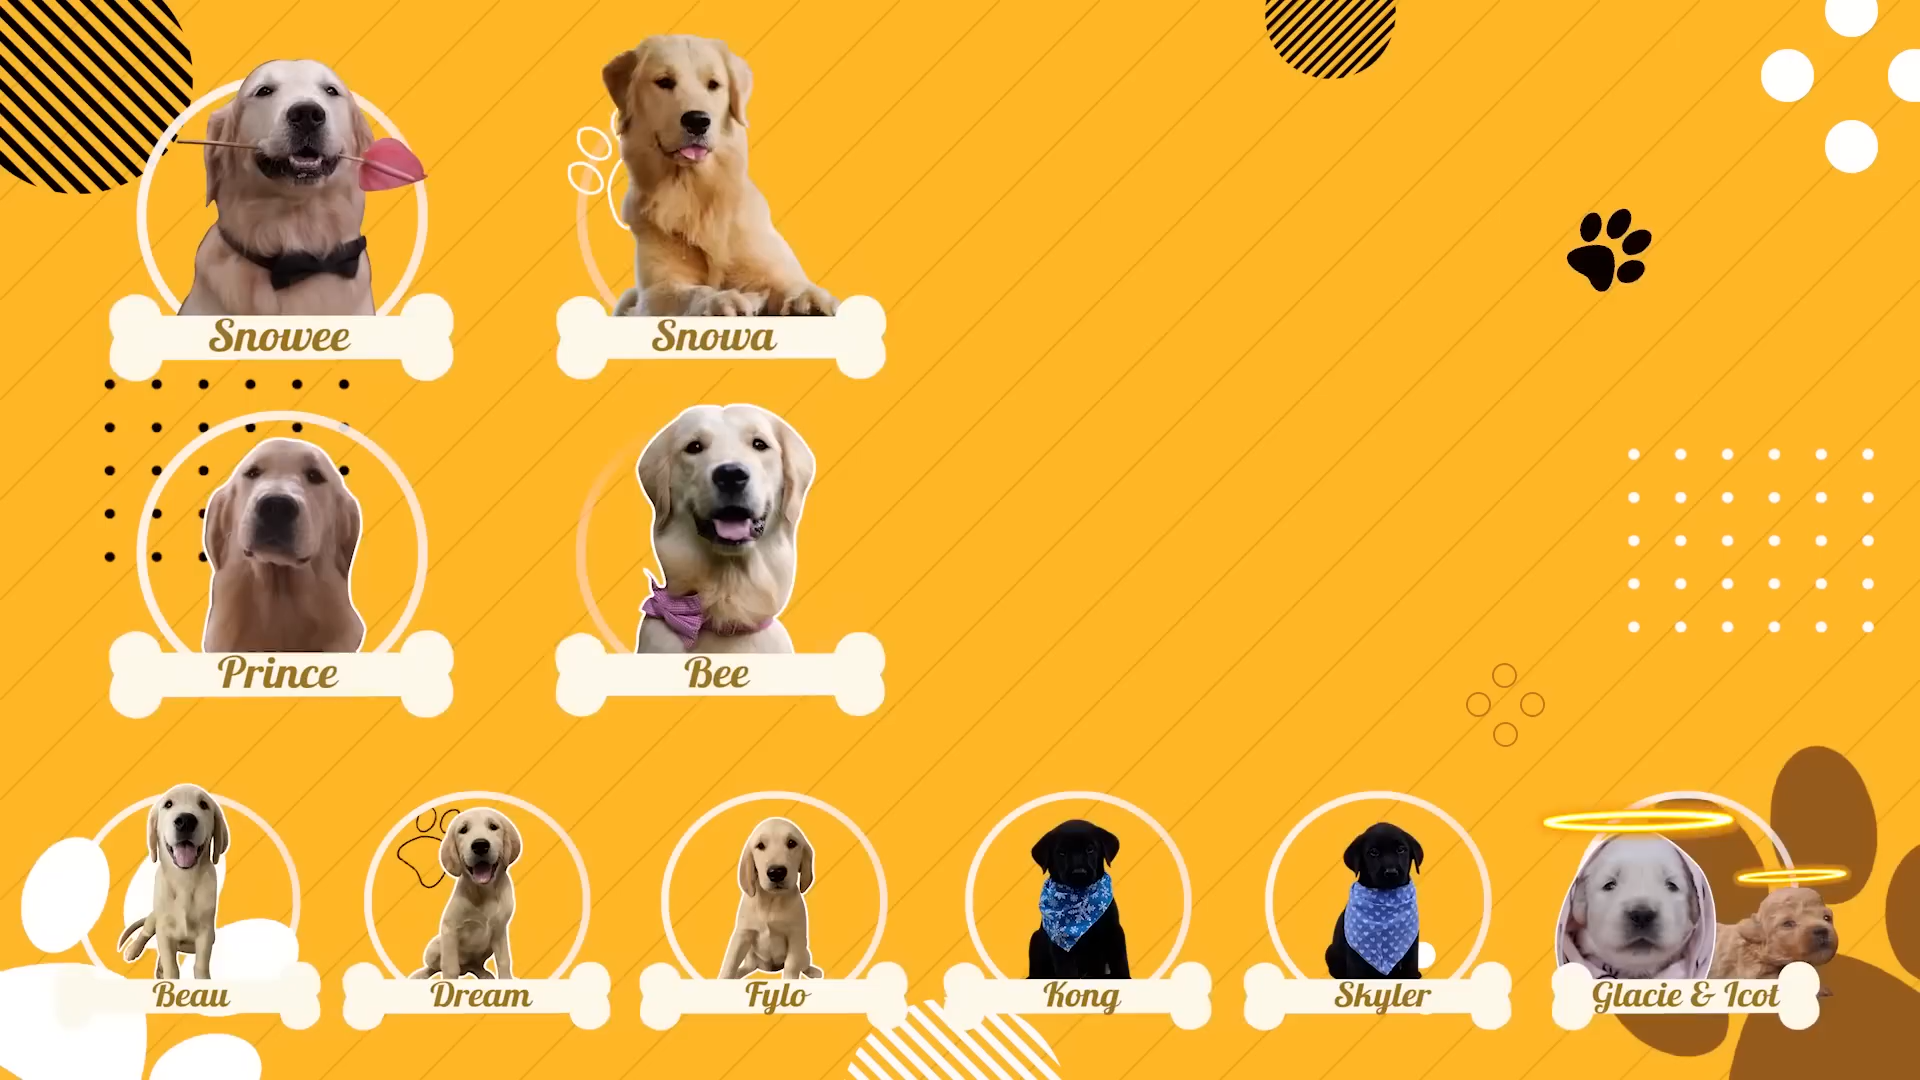 Snowee
Snowa
Prince
Bee
Beau
Dream
Fylo
Kong
Skyler
Glacie & Icot